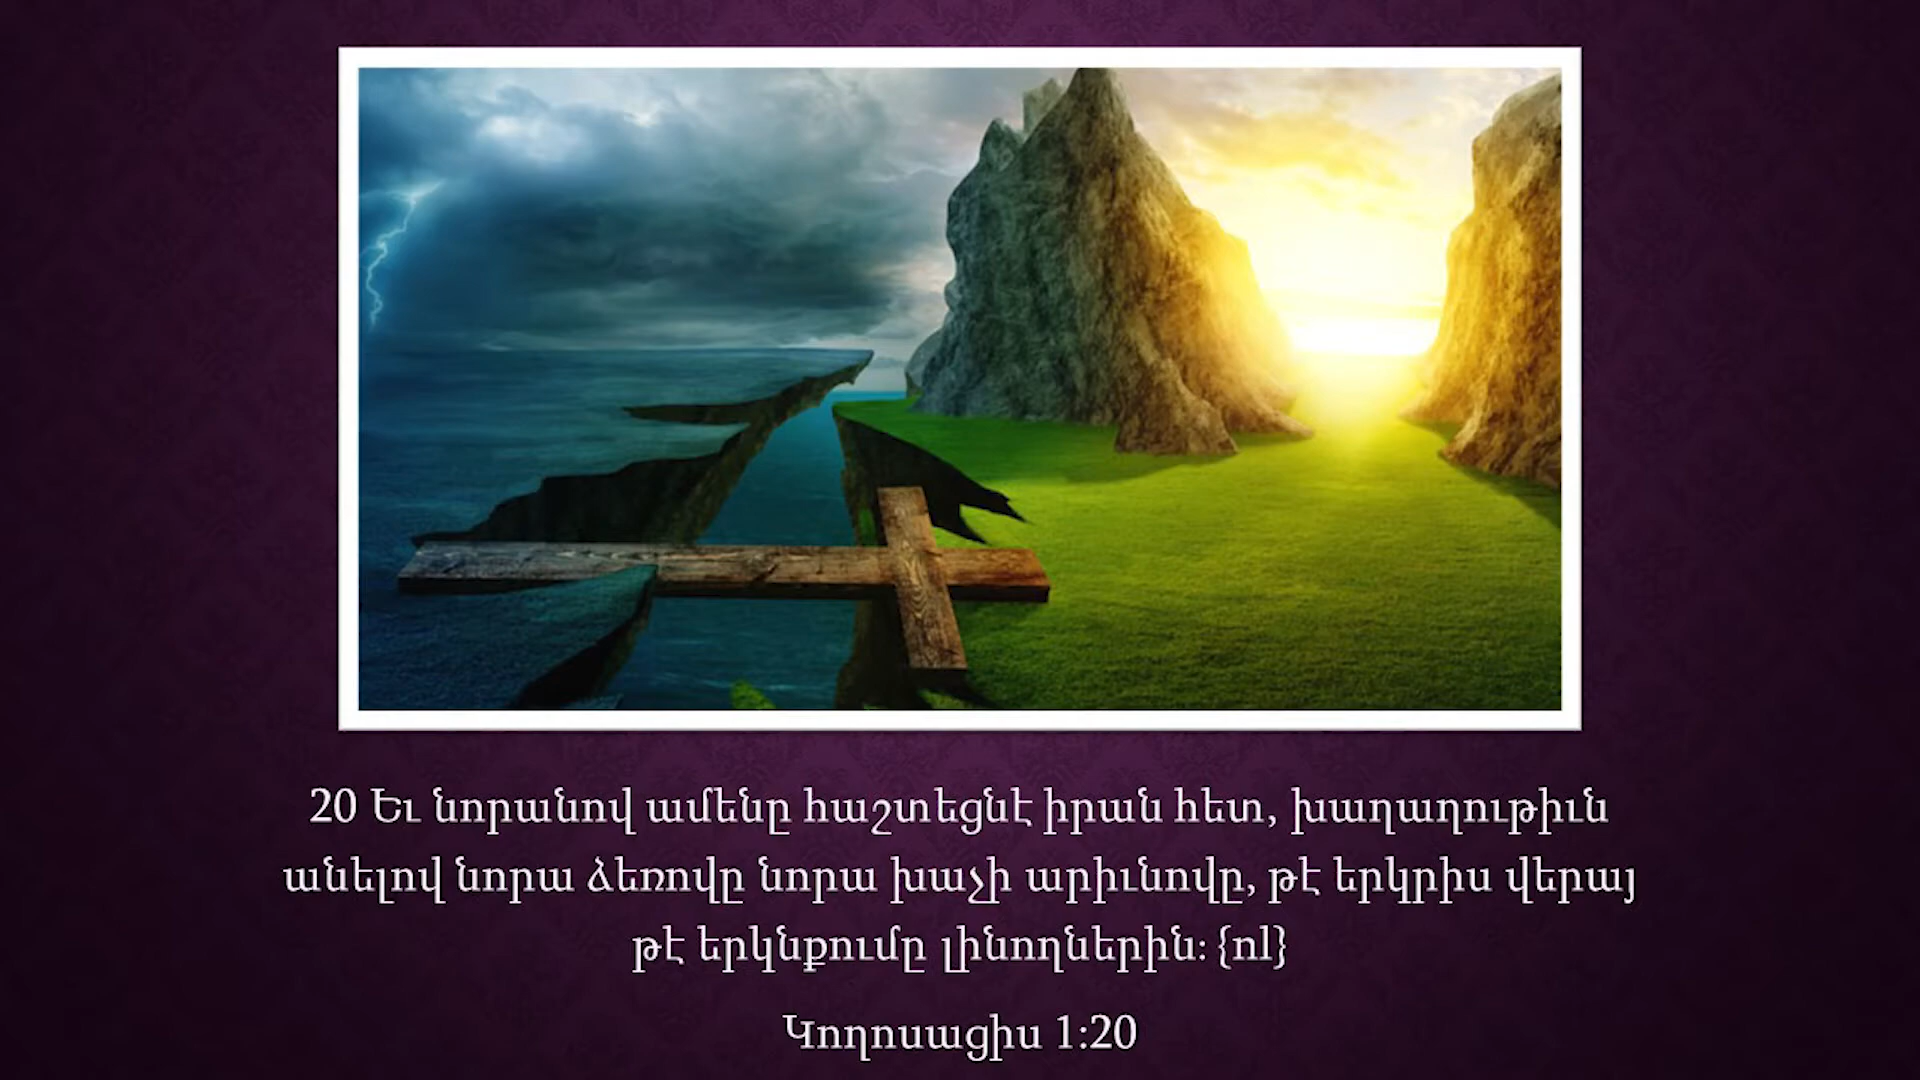 20 Եւ նորանով ամենը հաշտեցնէ իրան հետ, խաղաղութիւն
անելով նորա ձեռովը նորա խաչի արիւնովը, թէ երկրիս վերայ
թէ երկնքումը լինողներին։ {ol}
Կողոսացիս 1:20